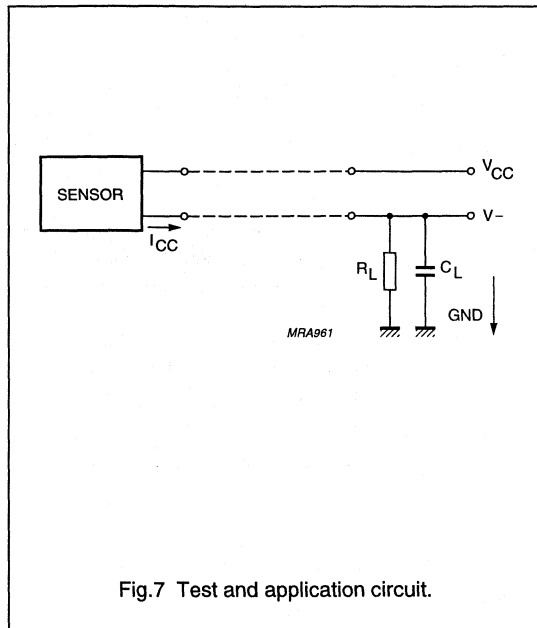 SENSOR
V_CC
V−
I_CC
R_L
C_L
GND
MRA961
Fig.7 Test and application circuit.